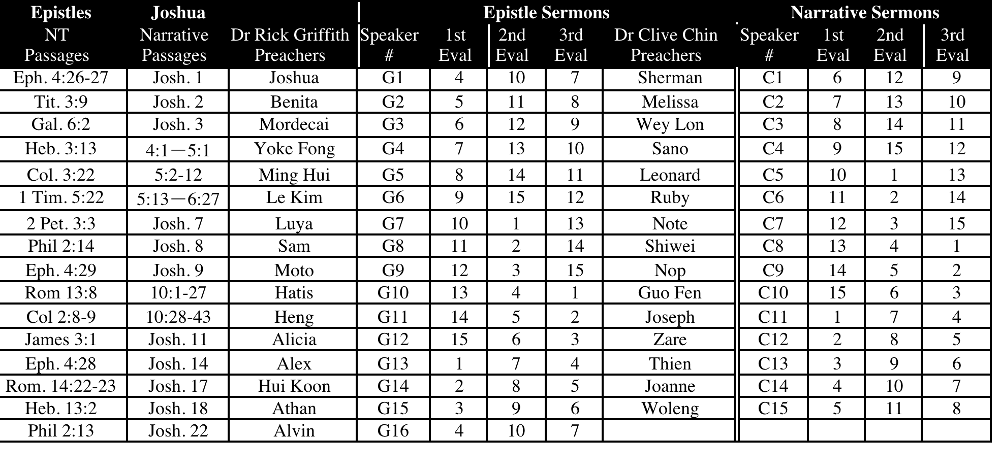 Epistles Joshua Epistle Sermons Narrative Sermons
NT Narrative Dr Rick Griffith Speaker 1st 2nd 3rd Dr Clive Chin Speaker 1st 2nd 3rd
Passages Passages Preachers # Eval Eval Eval Preachers # Eval Eval Eval
Eph. 4:26-27 Josh. 1 Joshua G1 4 10 7 Sherman C1 6 12 9
Tit. 3:9 Josh. 2 Benita G2 5 11 8 Melissa C2 7 13 10
Gal. 6:2 Josh. 3 Mordecai G3 6 12 9 Wey Lon C3 8 14 11
Heb. 3:13 4:1—5:1 Yoke Fong G4 7 13 10 Sano C4 9 15 12
Col. 3:22 5:2-12 Ming Hui G5 8 14 11 Leonard C5 10 1 13
1 Tim. 5:22 5:13—6:27 Le Kim G6 9 15 12 Ruby C6 11 2 14
2 Pet. 3:3 Josh. 7 Luya G7 10 1 13 Note C7 12 3 15
Phil 2:14 Josh. 8 Sam G8 11 2 14 Shiwei C8 13 4 1
Eph. 4:29 Josh. 9 Moto G9 12 3 15 Nop C9 14 5 2
Rom 13:8 10:1-27 Hatis G10 13 4 1 Guo Fen C10 15 6 3
Col 2:8-9 10:28-43 Heng G11 14 5 2 Joseph C11 1 7 4
James 3:1 Josh. 11 Alicia G12 15 6 3 Zare C12 2 8 5
Eph. 4:28 Josh. 14 Alex G13 1 7 4 Thien C13 3 9 6
Rom. 14:22-23 Josh. 17 Hui Koon G14 2 8 5 Joanne C14 4 10 7
Heb. 13:2 Josh. 18 Athan G15 3 9 6 Woleng C15 5 11 8
Phil 2:13 Josh. 22 Alvin G16 4 10 7